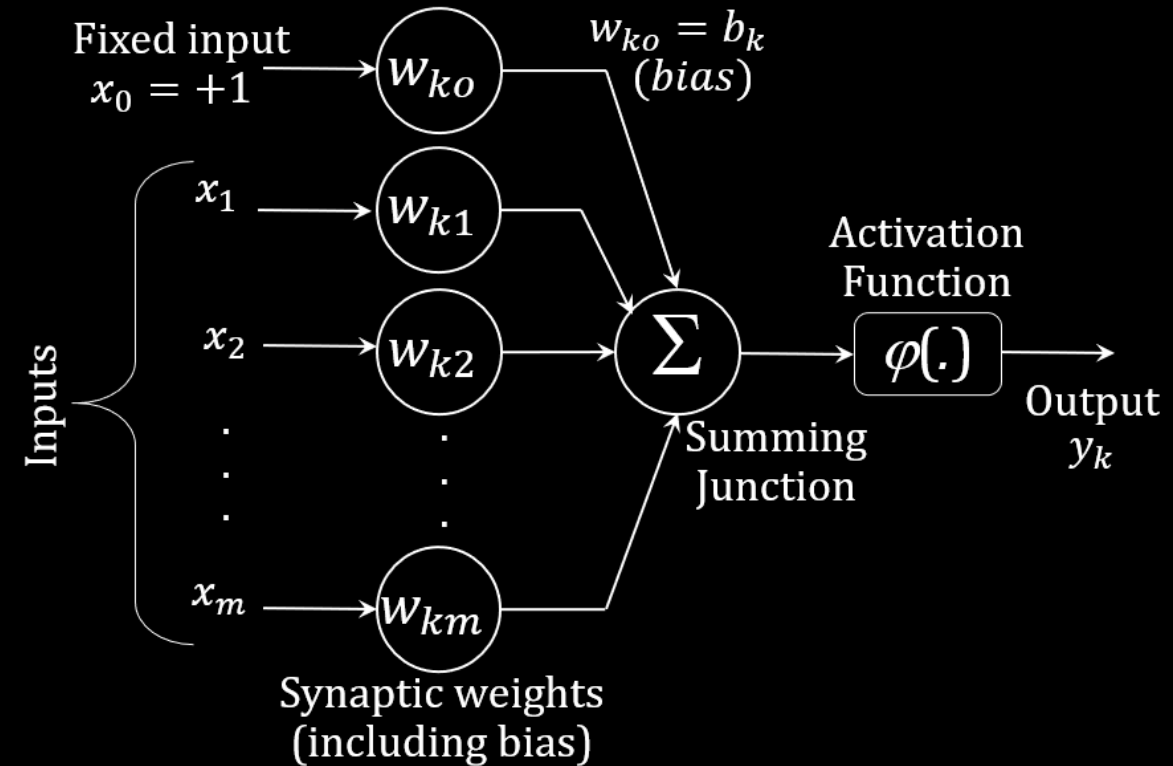 Fixed input
x₀ = +1
wₖₒ
wₖₒ = bₖ
(bias)
Inputs
x₁
wₖ₁
x₂
wₖ₂
.
.
.
.
.
.
xₘ
wₖₘ
Σ
Summing
Junction
Activation
Function
φ(.)
Output
yₖ
Synaptic weights
(including bias)